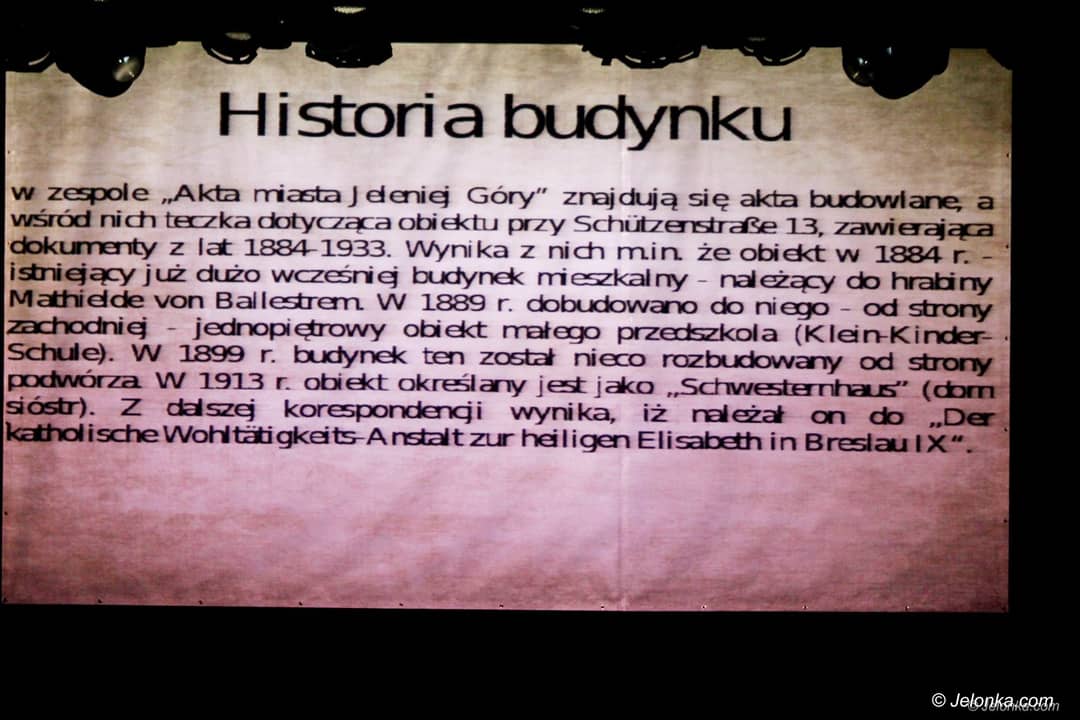 Historia budynku
w zespole „Akta miasta Jeleniej Góry” znajdują się akta budowlane, a
wśród nich teczka dotycząca obiektu przy Schützenstraße 13, zawierająca
dokumenty z lat 1884-1933. Wynika z nich m.in. że obiekt w 1884 r. -
istniejący już dużo wcześniej budynek mieszkalny - należący do hrabiny
Mathielde von Ballestrem. W 1889 r. dobudowano do niego - od strony
zachodniej - jednopiętrowy obiekt małego przedszkola (Klein-Kinder-
Schule). W 1899 r. budynek ten został nieco rozbudowany od strony
podwórza. W 1913 r. obiekt określany jest jako „Schwesternhaus” (dom
sióstr). Z dalszej korespondencji wynika, iż należał on do „Der
katholische Wohltätigkeits-Anstalt zur heiligen Elisabeth in Breslau IX“.
© Jelonka.com
© Jelonka.com